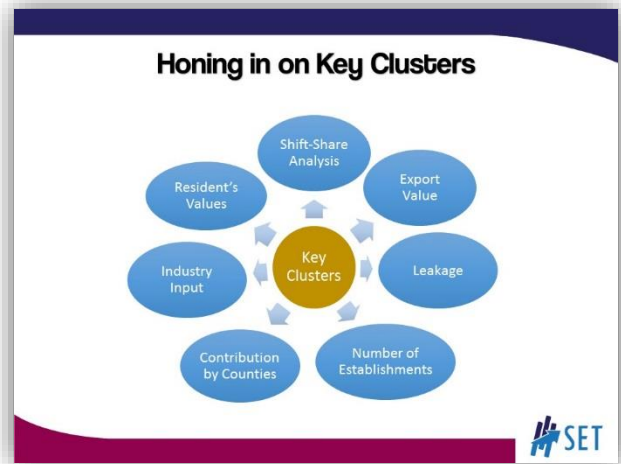 Honing in on Key Clusters
Shift-Share
Analysis
Export
Value
Leakage
Number of
Establishments
Contribution
by Counties
Industry
Input
Resident's
Values
Key
Clusters
SET